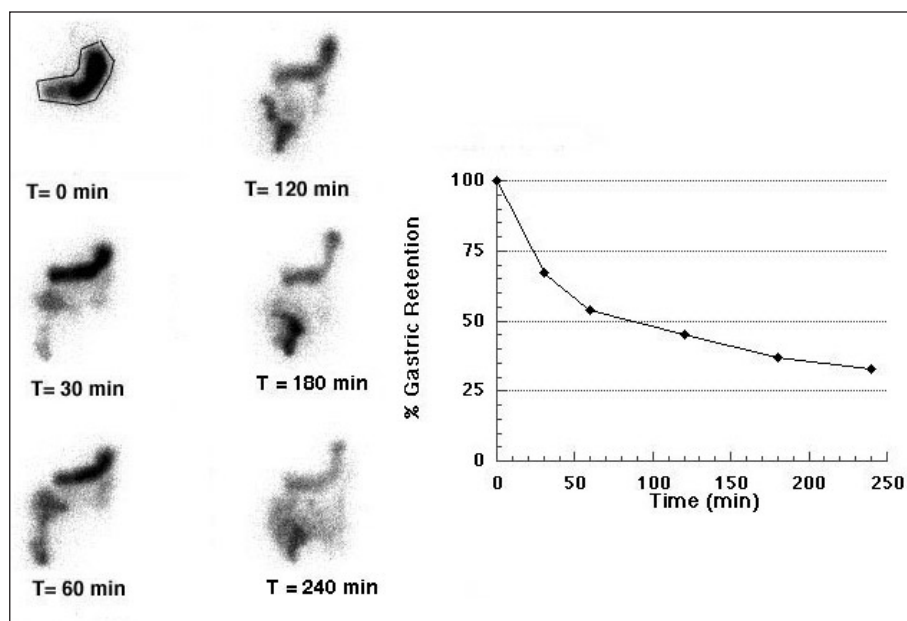 T= 0 min
T= 120 min
T= 30 min
T = 180 min
T= 60 min
T = 240 min
% Gastric Retention
100
75
50
25
0
0 50 100 150 200 250
Time (min)